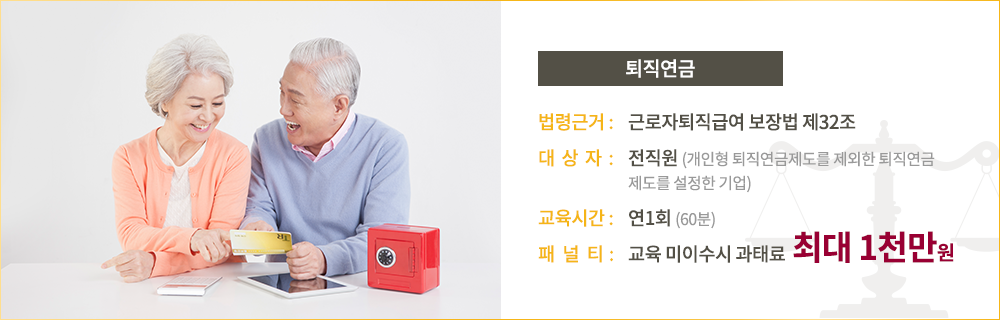 퇴직연금
법령근거 : 근로자퇴직급여 보장법 제32조
대 상 자 : 전직원 (개인형 퇴직연금제도를 제외한 퇴직연금
제도를 설정한 기업)
교육시간 : 연1회 (60분)
패 널 티 : 교육 미이수시 과태료 최대 1천만원